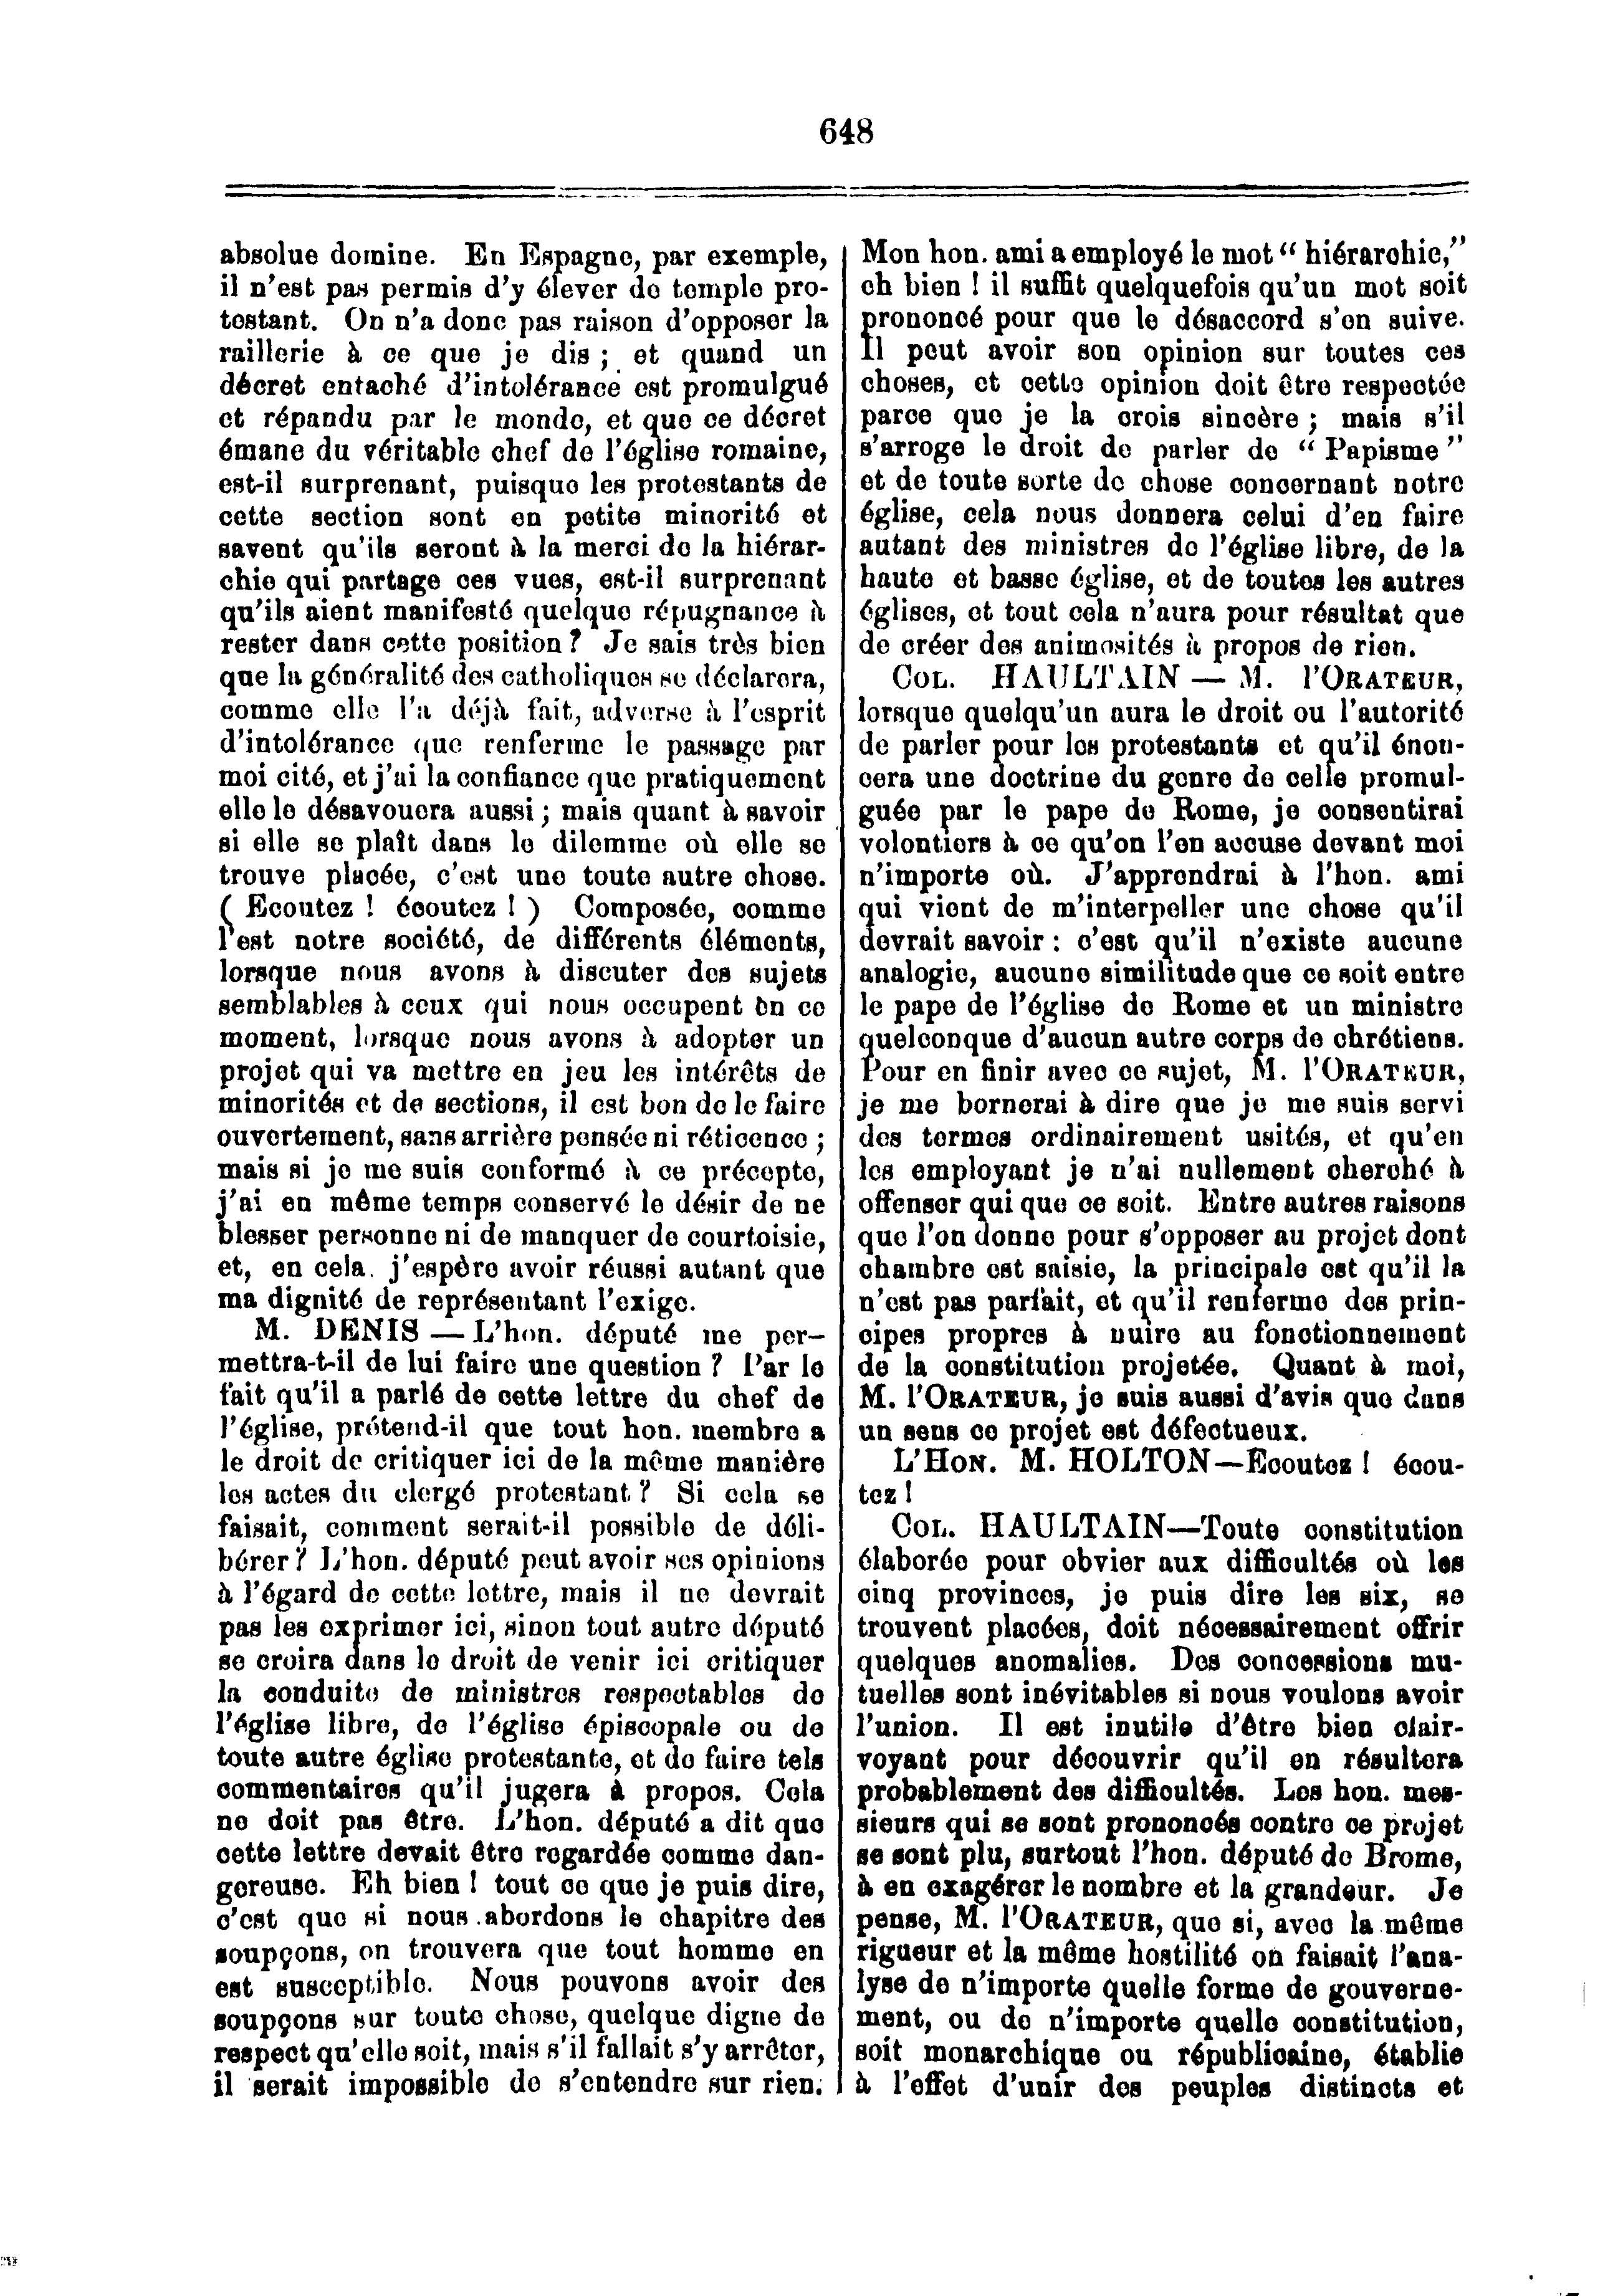 648
absolue domine. En Espagne, par exemple,
il n'est pas permis d'y élever de temple pro-
testant. On n'a donc pas raison d'opposer la
raillerie à ce que je dis ; et quand un
décret entaché d'intolérance est promulgué
et répandu par le monde, et que ce décret
émane du véritable chef de l'église romaine,
est-il surprenant, puisque les protestants de
cette section sont en petite minorité et
savent qu'ils seront à la merci de la hiérar-
chie qui partage ces vues, est-il surprenant
qu'ils aient manifesté quelque répugnance à
rester dans cette position ? Je sais très bien
que la généralité des catholiques se déclarera,
comme elle l'a déjà fait, adverse à l'esprit
d'intolérance que renferme le passage par
moi cité, et j'ai la confiance que pratiquement
elle le désavouera aussi ; mais quant à savoir
si elle se plaît dans le dilemme où elle se
trouve placée, c'est une toute autre chose.
( Ecoutez ! écoutez ! ) Composée, comme
l'est notre société, de différents éléments,
lorsque nous avons à discuter des sujets
semblables à ceux qui nous occupent en ce
moment, lorsque nous avons à adopter un
projet qui va mettre en jeu les intérêts de
minorités et de sections, il est bon de le faire
ouvertement, sans arrière pensée ni réticence ;
mais si je me suis conformé à ce précepte,
j'ai en même temps conservé le désir de ne
blesser personne ni de manquer de courtoisie,
et, en cela, j'espère avoir réussi autant que
ma dignité de représentant l'exige.
M. DENIS — L'hon. député me per-
mettra-t-il de lui faire une question ? Par le
fait qu'il a parlé de cette lettre du chef de
l'église, prétend-il que tout hon. membre a
le droit de critiquer ici de la même manière
les actes du clergé protestant ? Si cela se
faisait, comment serait-il possible de déli-
bérer ? L'hon. député peut avoir ses opinions
à l'égard de cette lettre, mais il ne devrait
pas les exprimer ici, sinon tout autre député
se croira dans le droit de venir ici critiquer
la conduite de ministres respectables de
l'église libre, de l'église épiscopale ou de
toute autre église protestante, et de faire tels
commentaires qu'il jugera à propos. Cela
ne doit pas être. L'hon. député a dit que
cette lettre devait être regardée comme dan-
gereuse. Eh bien ! tout ce que je puis dire,
c'est que si nous abordons le chapitre des
soupçons, on trouvera que tout homme en
est susceptible. Nous pouvons avoir des
soupçons sur toute chose, quelque digne de
respect qu'elle soit, mais s'il fallait s'y arrêter,
il serait impossible de s'entendre sur rien.
Mon hon. ami a employé le mot “ hiérarchie,”
eh bien ! il suffit quelquefois qu'un mot soit
prononcé pour que le désaccord s'en suive.
Il peut avoir son opinion sur toutes ces
choses, et cette opinion doit être respectée
parce que je la crois sincère ; mais s'il
s'arroge le droit de parler de “ Papisme ”
et de toute sorte de chose concernant notre
église, cela nous donnera celui d'en faire
autant des ministres de l'église libre, de la
haute et basse église, et de toutes les autres
églises, et tout cela n'aura pour résultat que
de créer des animosités à propos de rien.
COL. HAULTAIN — M. l'ORATEUR,
lorsque quelqu'un aura le droit ou l'autorité
de parler pour les protestants et qu'il énon-
cera une doctrine du genre de celle promul-
guée par le pape de Rome, je consentirai
volontiers à ce qu'on l'en accuse devant moi
n'importe où. J'apprendrai à l'hon. ami
qui vient de m'interpeller une chose qu'il
devrait savoir : c'est qu'il n'existe aucune
analogie, aucune similitude que ce soit entre
le pape de l'église de Rome et un ministre
quelconque d'aucun autre corps de chrétiens.
Pour en finir avec ce sujet, M. l'ORATEUR,
je me bornerai à dire que je me suis servi
des termes ordinairement usités, et qu'en
les employant je n'ai nullement cherché à
offenser qui que ce soit. Entre autres raisons
que l'on donne pour s'opposer au projet dont
chambre est saisie, la principale est qu'il la
n'est pas parfait, et qu'il renferme des prin-
cipes propres à nuire au fonctionnement
de la constitution projetée. Quant à moi,
M. l'ORATEUR, je suis aussi d'avis que dans
un sens ce projet est défectueux.
L'HON. M. HOLTON—Ecoutez ! écou-
tez !
COL. HAULTAIN—Toute constitution
élaborée pour obvier aux difficultés où les
cinq provinces, je puis dire les six, se
trouvent placées, doit nécessairement offrir
quelques anomalies. Des concessions mu-
tuelles sont inévitables si nous voulons avoir
l'union. Il est inutile d'être bien clair-
voyant pour découvrir qu'il en résultera
probablement des difficultés. Les hon. mes-
sieurs qui se sont prononcés contre ce projet
se sont plu, surtout l'hon. député de Brome,
à en exagérer le nombre et la grandeur. Je
pense, M. l'ORATEUR, que si, avec la même
rigueur et la même hostilité on faisait l'ana-
lyse de n'importe quelle forme de gouverne-
ment, ou de n'importe quelle constitution,
soit monarchique ou républicaine, établie
à l'effet d'unir des peuples distincts et